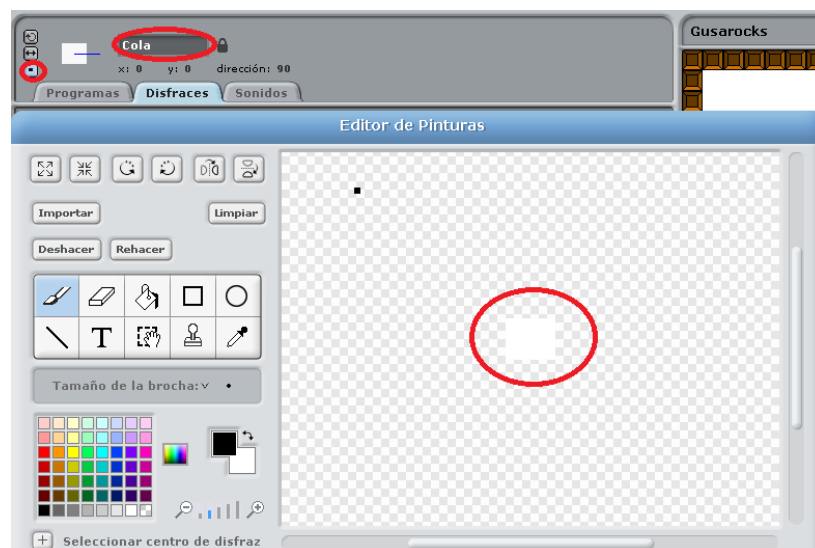 Cola
Gusarocks
x: 0 y: 0 dirección: 90
Programas Disfraces Sonidos
Editor de Pinturas
Importar Limpiar
Deshacer Rehacer
T
Tamaño de la brocha:
Seleccionar centro de disfraz